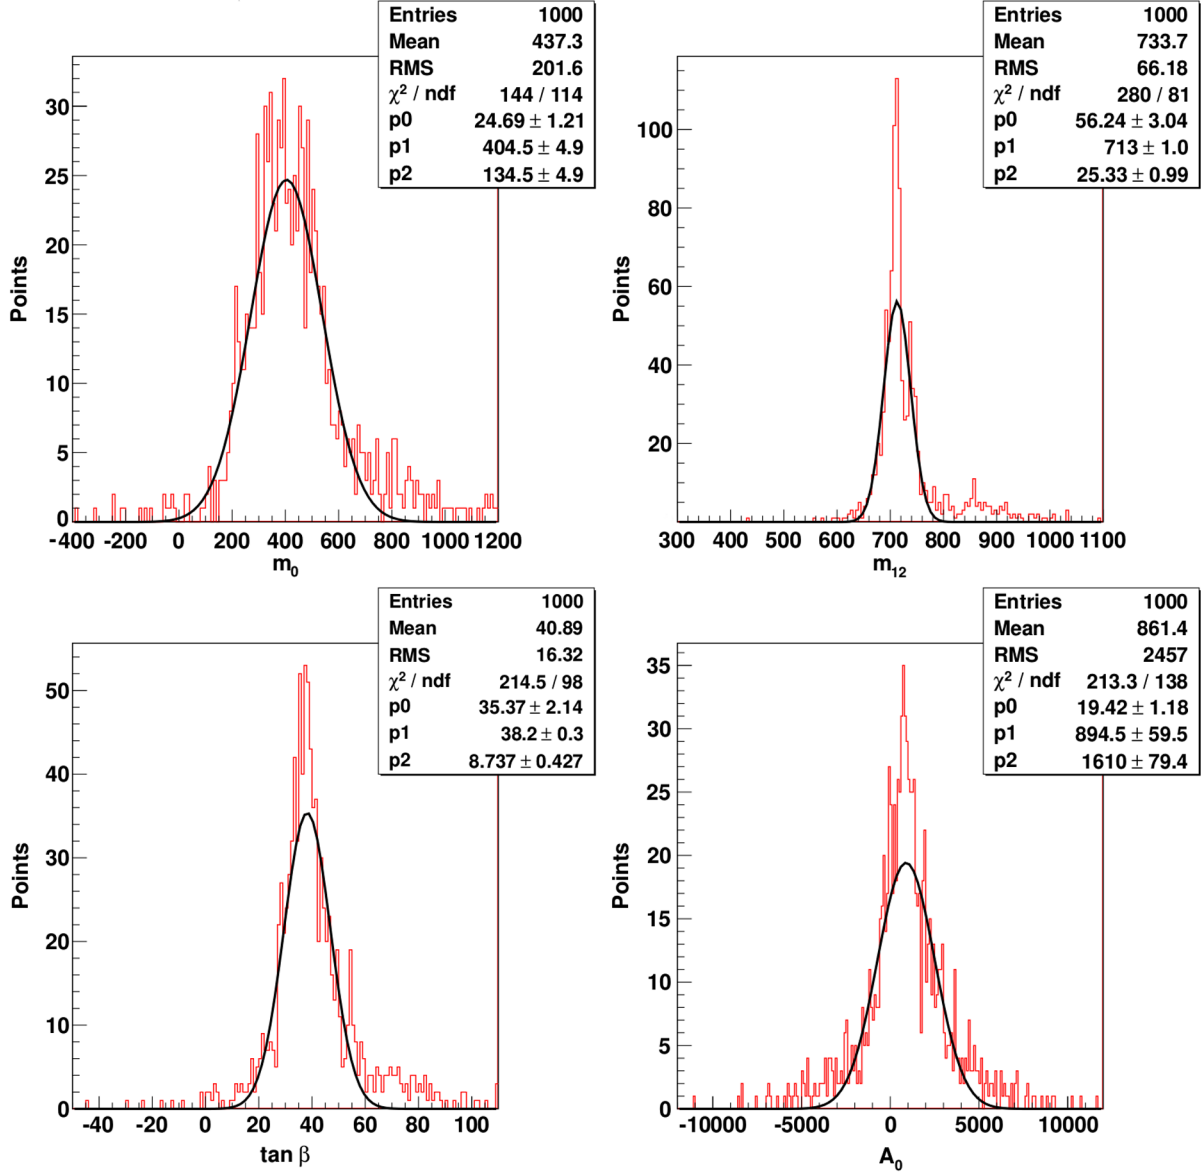 Entries 1000
Mean 437.3
RMS 201.6
χ² / ndf 144 / 114
p0 24.69 ± 1.21
p1 404.5 ± 4.9
p2 134.5 ± 4.9
Points
30
25
20
15
10
5
0
-400 -200 0 200 400 600 800 1000 1200
m₀
Entries 1000
Mean 733.7
RMS 66.18
χ² / ndf 280 / 81
p0 56.24 ± 3.04
p1 713 ± 1.0
p2 25.33 ± 0.99
Points
100
80
60
40
20
300 400 500 600 700 800 900 1000 1100
m₁₂
Entries 1000
Mean 40.89
RMS 16.32
χ² / ndf 214.5 / 98
p0 35.37 ± 2.14
p1 38.2 ± 0.3
p2 8.737 ± 0.427
Points
50
40
30
20
10
0
-40 -20 0 20 40 60 80 100
tan β
Entries 1000
Mean 861.4
RMS 2457
χ² / ndf 213.3 / 138
p0 19.42 ± 1.18
p1 894.5 ± 59.5
p2 1610 ± 79.4
Points
35
30
25
20
15
10
5
0
-10000 -5000 0 5000 10000
A₀